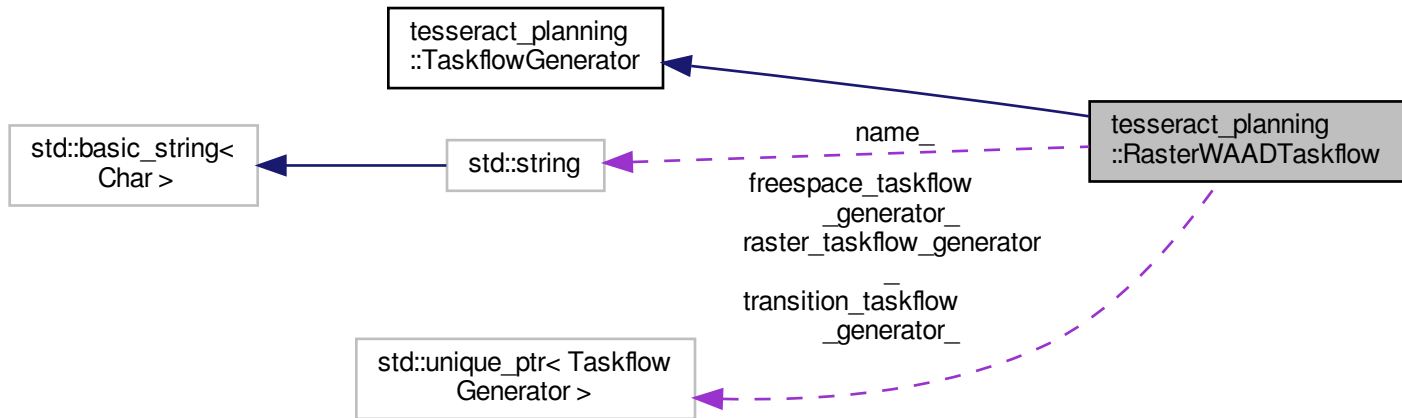 tesseract_planning
::TaskflowGenerator
tesseract_planning
::RasterWAADTaskflow
name_
std::basic_string<
Char >
std::string
freespace_taskflow
_generator_
raster_taskflow_generator
_
transition_taskflow
_generator_
std::unique_ptr< Taskflow
Generator >